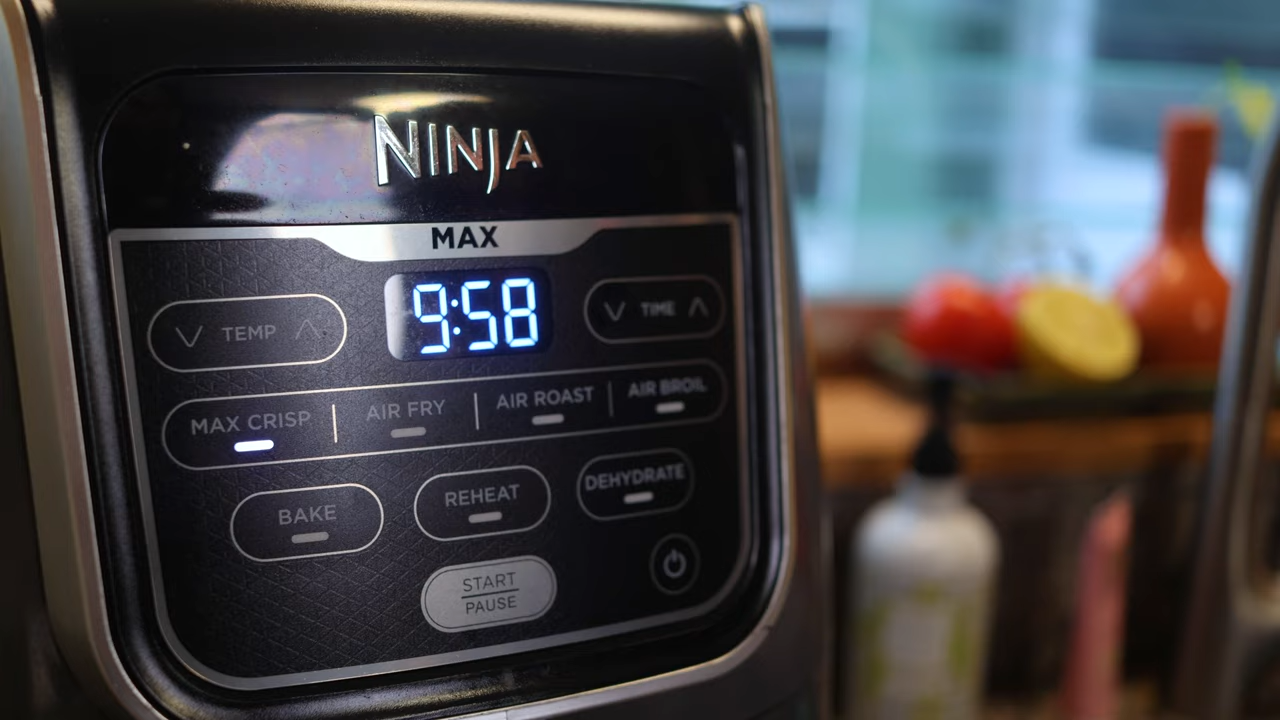 NINJA
MAX
TEMP
9:58
TIME
MAX CRISP
AIR FRY
AIR ROAST
AIR BROIL
BAKE
REHEAT
DEHYDRATE
START
PAUSE